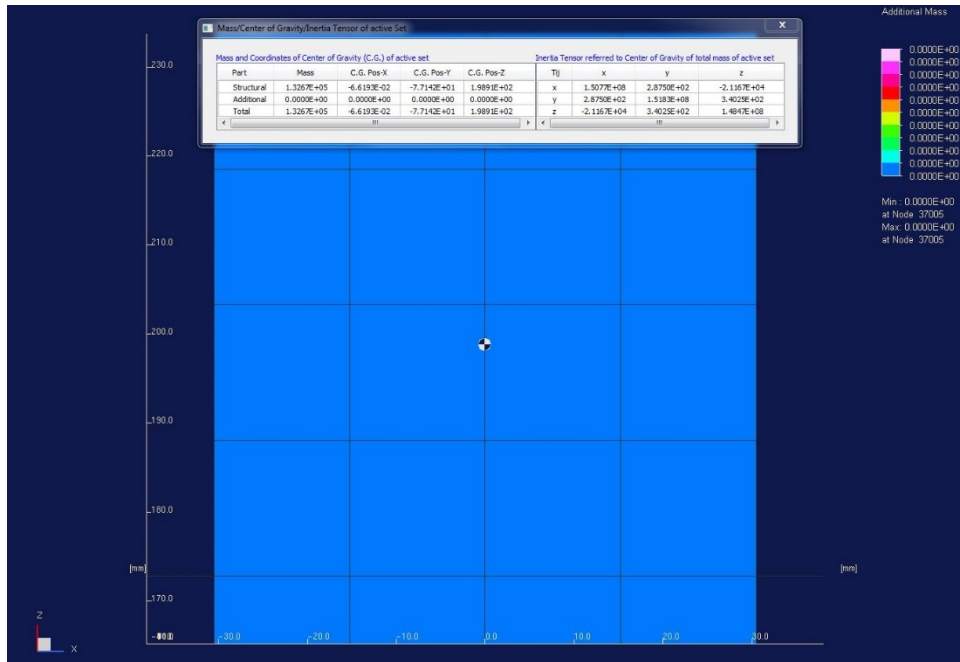 Additional Mass
Mass/Center of Gravity/Inertia Tensor of active Set
X
Mass and Coordinates of Center of Gravity (C.G.) of active set
Part Mass C.G. Pos-X C.G. Pos-Y C.G. Pos-Z
Structural 1.3267E+05 -6.6193E-02 -7.7142E+01 1.9891E+02
Additional 0.0000E+00 0.0000E+00 0.0000E+00 0.0000E+00
Total 1.3267E+05 -6.6193E-02 -7.7142E+01 1.9891E+02
Inertia Tensor referred to Center of Gravity of total mass of active set
Tij x y z
x 1.5077E+08 2.8750E+02 -2.1167E+04
y 2.8750E+02 1.5183E+08 3.4025E+02
z -2.1167E+04 3.4025E+02 1.4847E+08
0.0000E+00
0.0000E+00
0.0000E+00
0.0000E+00
0.0000E+00
0.0000E+00
0.0000E+00
0.0000E+00
0.0000E+00
Min : 0.0000E+00
at Node 37005
Max: 0.0000E+00
at Node 37005
230.0
220.0
210.0
200.0
190.0
180.0
[mm] [mm]
170.0
-30.0 -20.0 -10.0 0.0 10.0 20.0 30.0
Z
X